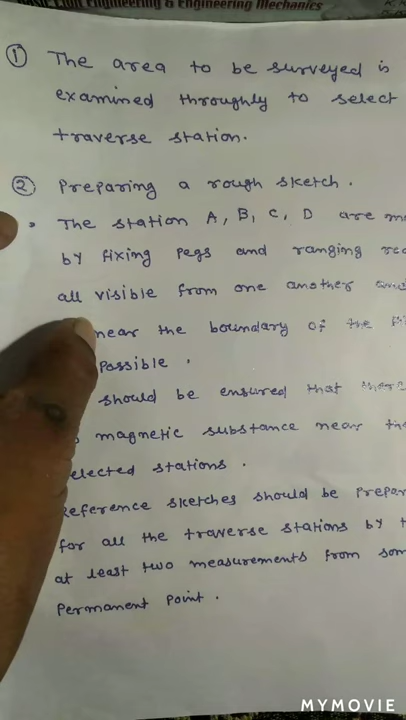 Civil Engineering & Engineering Mechanics
① The area to be surveyed is
examined throughly to select
traverse station.
② Preparing a rough sketch.
The station A, B, C, D are
by fixing pegs and ranging
all visible from one another
near the boundary of the
possible.
should be ensured that
magnetic substance near
elected stations.
Reference sketches should be
for all the traverse stations by
at least two measurements from
permanent point.
MYMOVIE